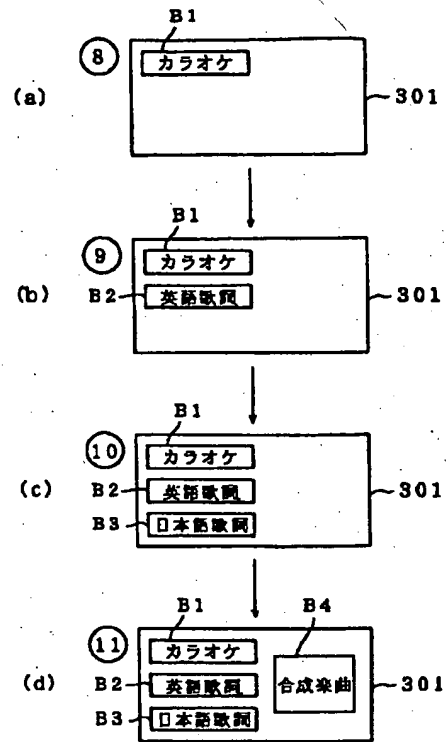 B1
⑧
カラオケ
(a)
301
B1
⑨
カラオケ
(b)
B2
英語歌詞
301
B1
⑩
カラオケ
(c)
B2
英語歌詞
301
B3
日本語歌詞
B1
B4
⑪
カラオケ
(d)
B2
英語歌詞
合成楽曲
301
B3
日本語歌詞